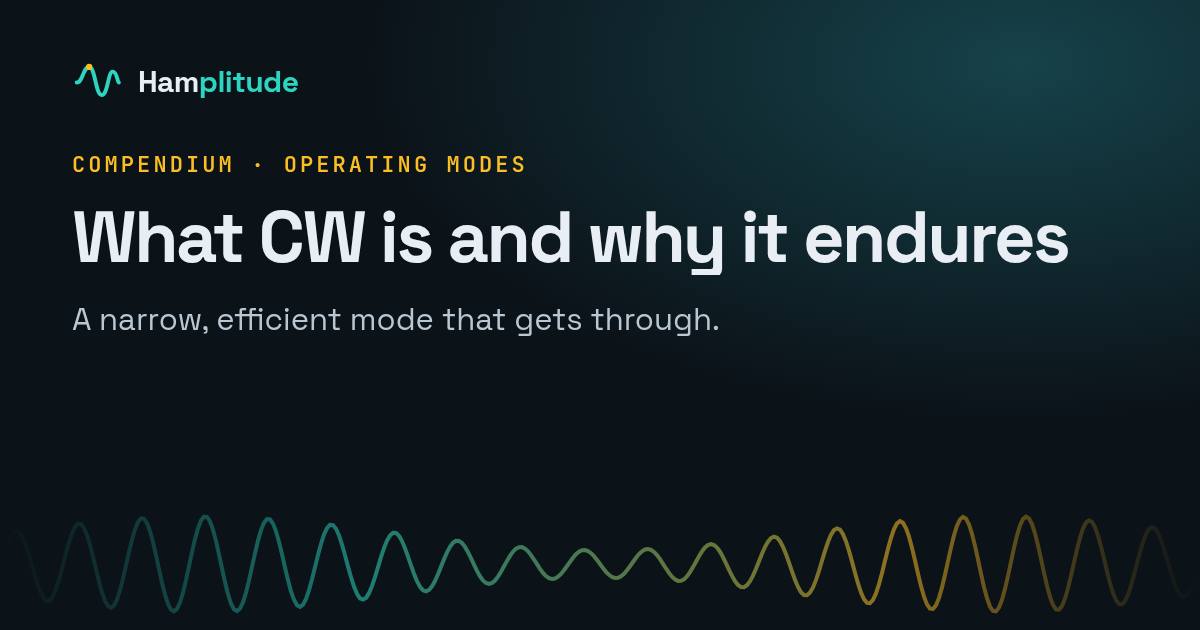 Hamplitude
COMPENDIUM · OPERATING MODES
What CW is and why it endures
A narrow, efficient mode that gets through.